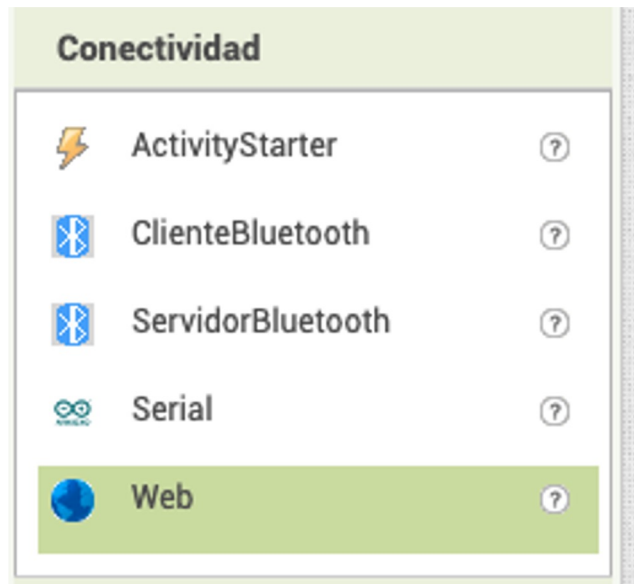 Conectividad
ActivityStarter ?
ClienteBluetooth ?
ServidorBluetooth ?
Serial ?
Web ?